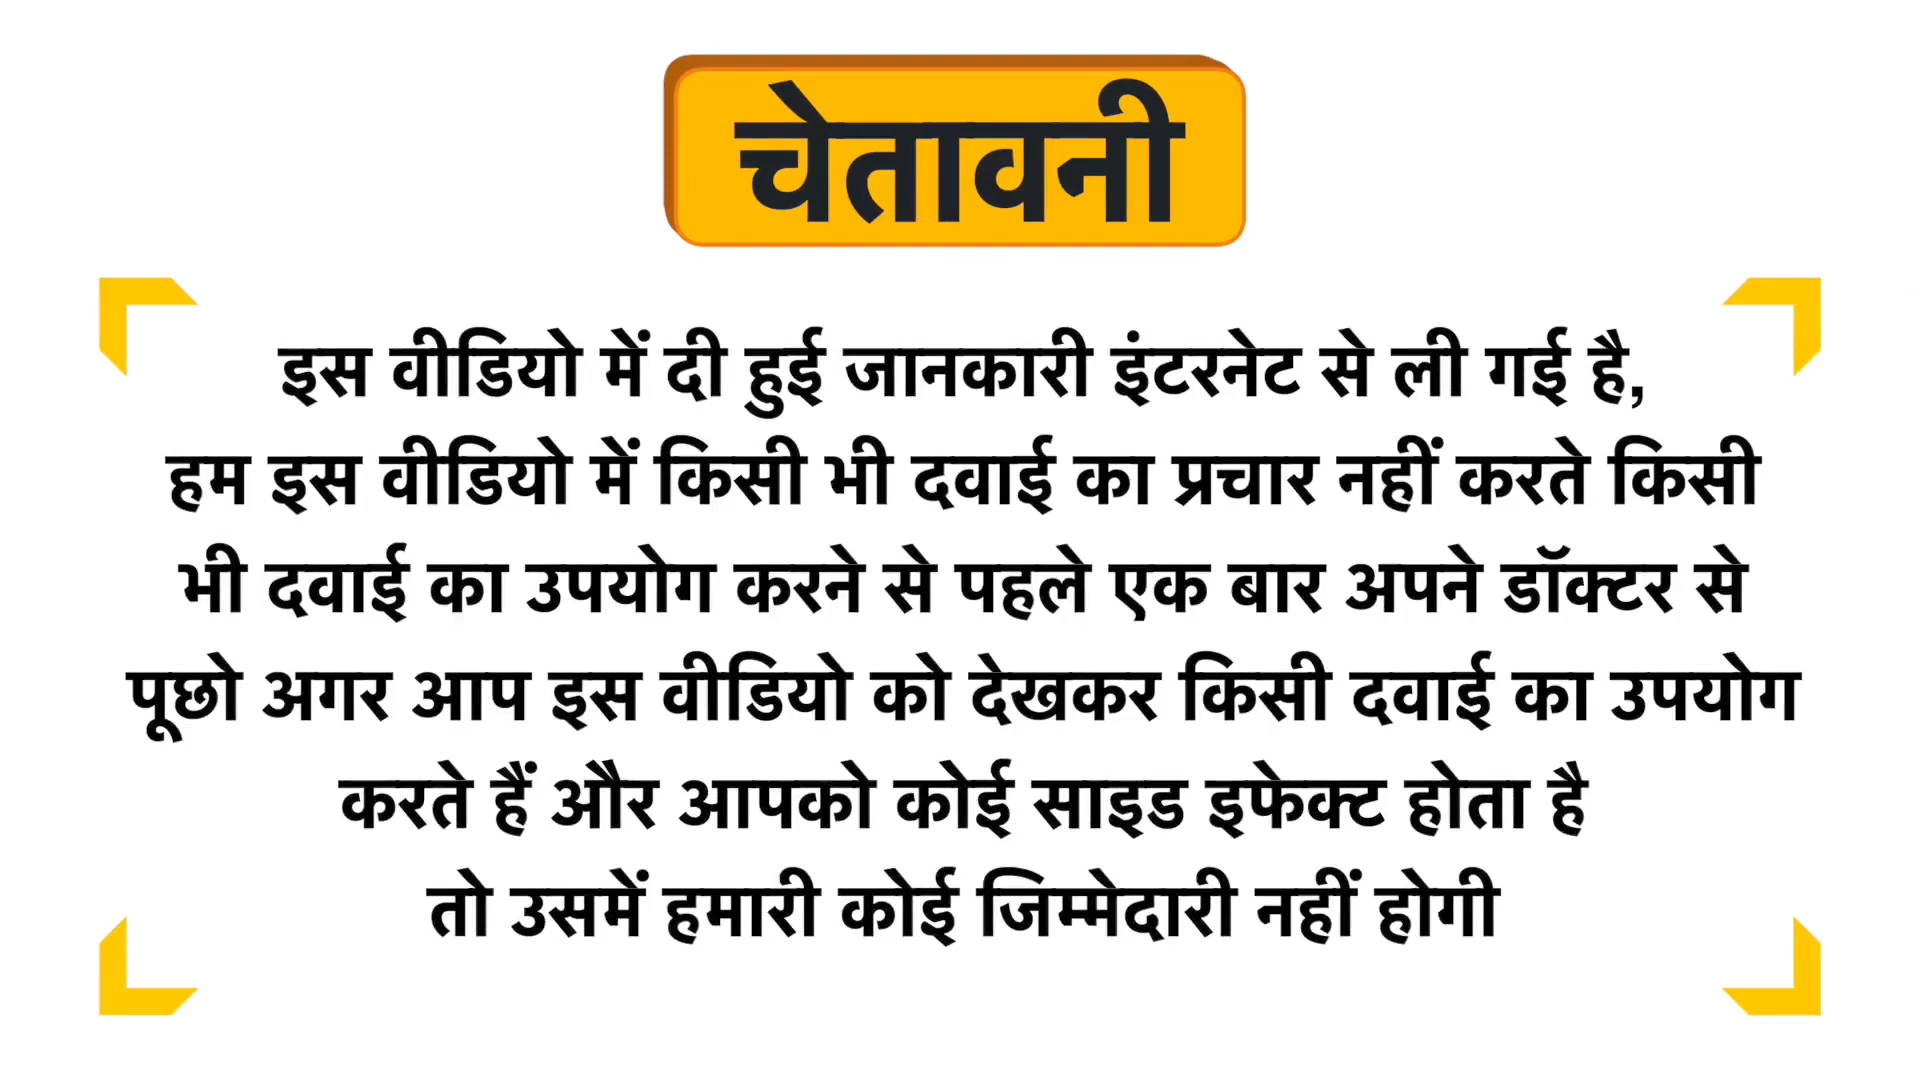 चेतावनी
इस वीडियो में दी हुई जानकारी इंटरनेट से ली गई है,
हम इस वीडियो में किसी भी दवाई का प्रचार नहीं करते किसी
भी दवाई का उपयोग करने से पहले एक बार अपने डॉक्टर से
पूछो अगर आप इस वीडियो को देखकर किसी दवाई का उपयोग
करते हैं और आपको कोई साइड इफेक्ट होता है
तो उसमें हमारी कोई जिम्मेदारी नहीं होगी